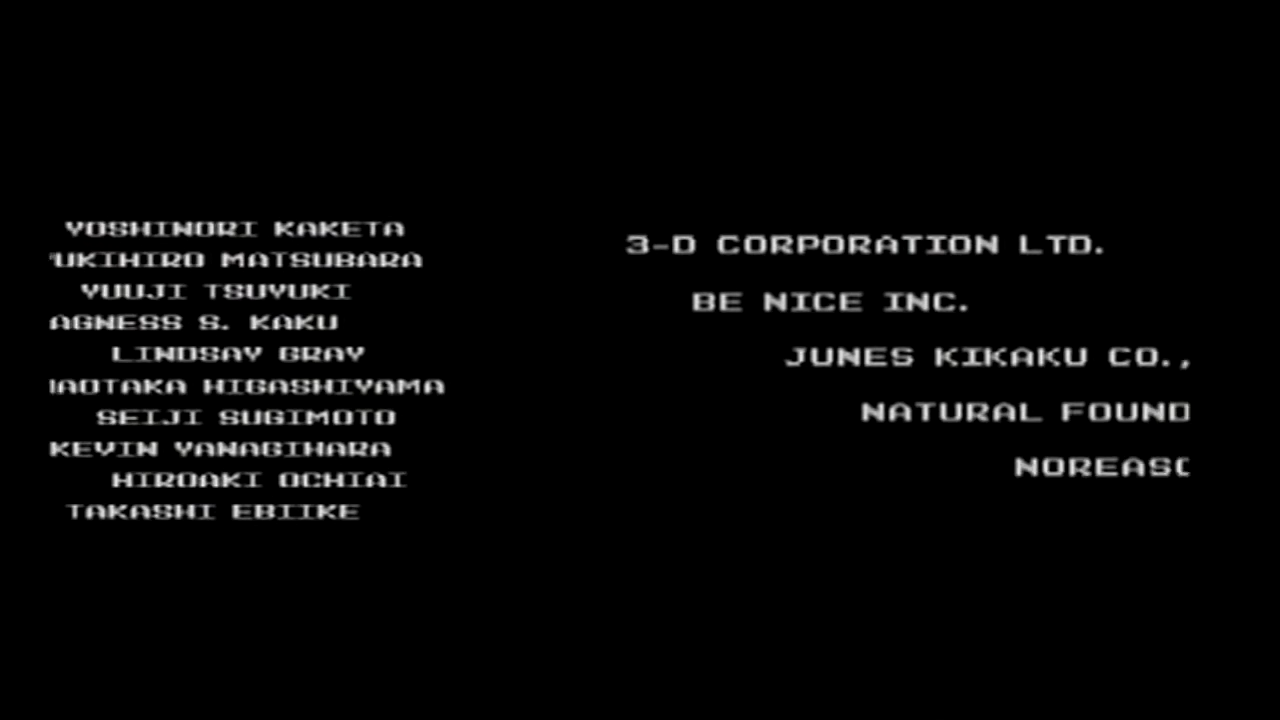 YOSHINORI KAKETA
UKIHIRO MATSUBARA
YUUJI TSUYUKI
AGNESS S. KAKU
LINDSAY GRAY
AOTAKA HIGASHIYAMA
SEIJI SUGIMOTO
KEVIN YANAGIHARA
HIROAKI OCHIAI
TAKASHI EBIIKE
3-D CORPORATION LTD.
BE NICE INC.
JUNES KIKAKU CO.,
NATURAL FOUND
NOREASO